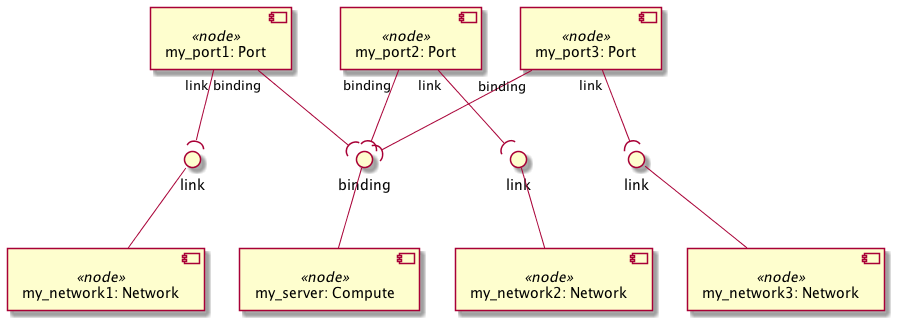 «node»
my_port1: Port
«node»
my_port2: Port
«node»
my_port3: Port
link
binding
binding
link
binding
link
link
binding
link
link
«node»
my_network1: Network
«node»
my_server: Compute
«node»
my_network2: Network
«node»
my_network3: Network